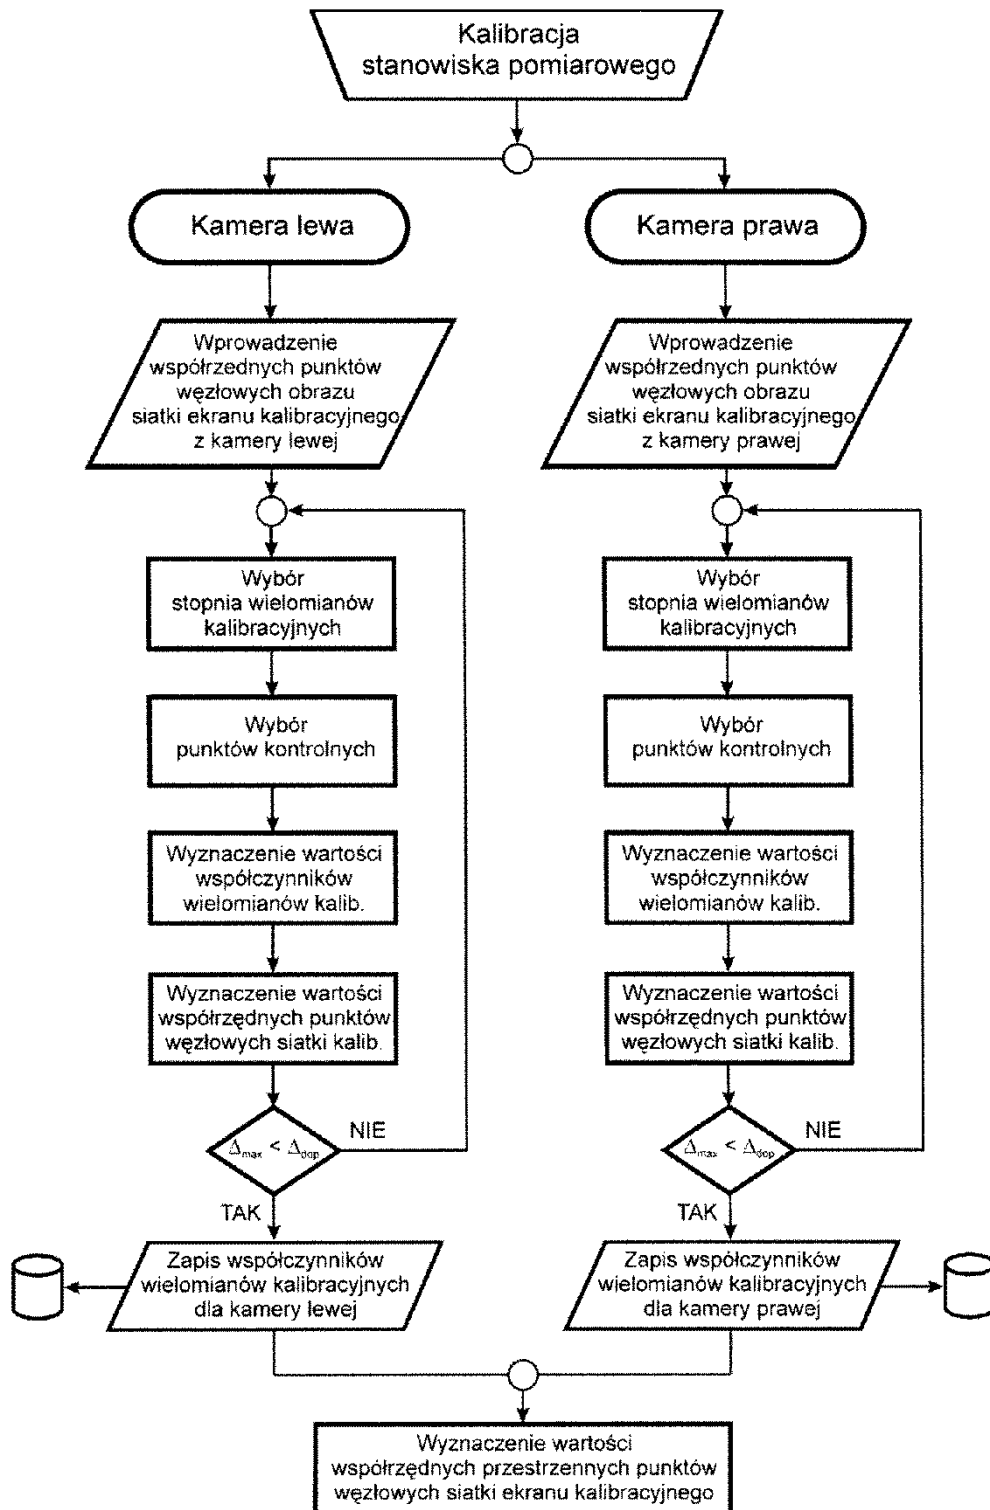 Kalibracja
stanowiska pomiarowego
Kamera lewa
Wprowadzenie
współrzednych punktów
węzłowych obrazu
siatki ekranu kalibracyjnego
z kamery lewej
Wybór
stopnia wielomianów
kalibracyjnych
Wybór
punktów kontrolnych
Wyznaczenie wartości
współczynników
wielomianów kalib.
Wyznaczenie wartości
współrzędnych punktów
węzłowych siatki kalib.
Δmax < Δdop
NIE
TAK
Zapis współczynników
wielomianów kalibracyjnych
dla kamery lewej
Kamera prawa
Wprowadzenie
współrzednych punktów
węzłowych obrazu
siatki ekranu kalibracyjnego
z kamery prawej
Wybór
stopnia wielomianów
kalibracyjnych
Wybór
punktów kontrolnych
Wyznaczenie wartości
współczynników
wielomianów kalib.
Wyznaczenie wartości
współrzędnych punktów
węzłowych siatki kalib.
Δmax < Δdop
NIE
TAK
Zapis współczynników
wielomianów kalibracyjnych
dla kamery prawej
Wyznaczenie wartości
współrzędnych przestrzennych punktów
węzłowych siatki ekranu kalibracyjnego